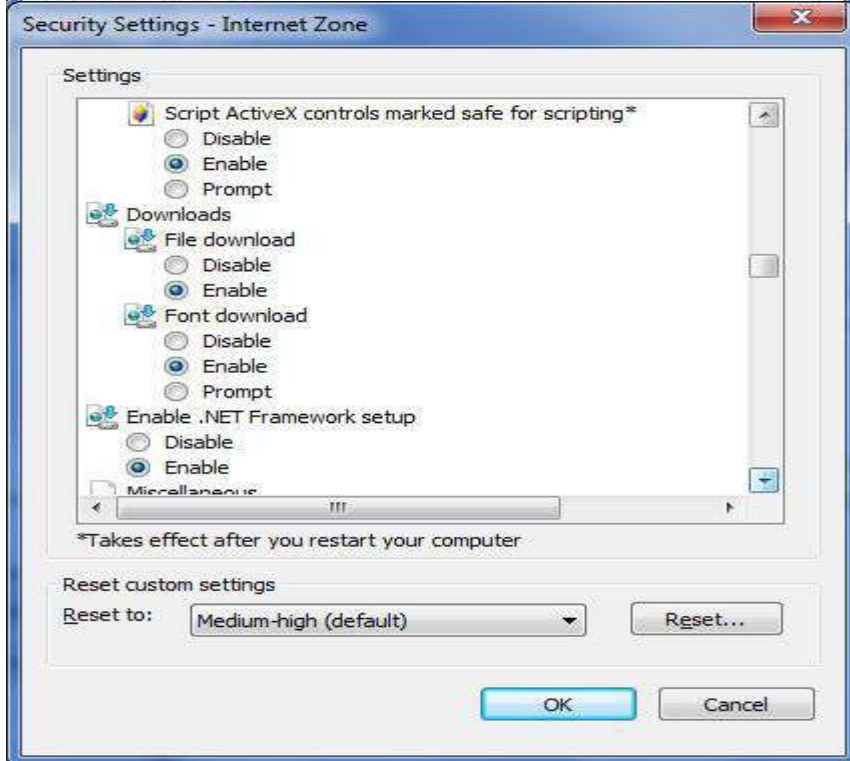 Security Settings - Internet Zone
Settings
Script ActiveX controls marked safe for scripting*
Disable
Enable
Prompt
Downloads
File download
Disable
Enable
Font download
Disable
Enable
Prompt
Enable .NET Framework setup
Disable
Enable
Miscellaneous
*Takes effect after you restart your computer
Reset custom settings
Reset to: Medium-high (default) Reset...
OK Cancel